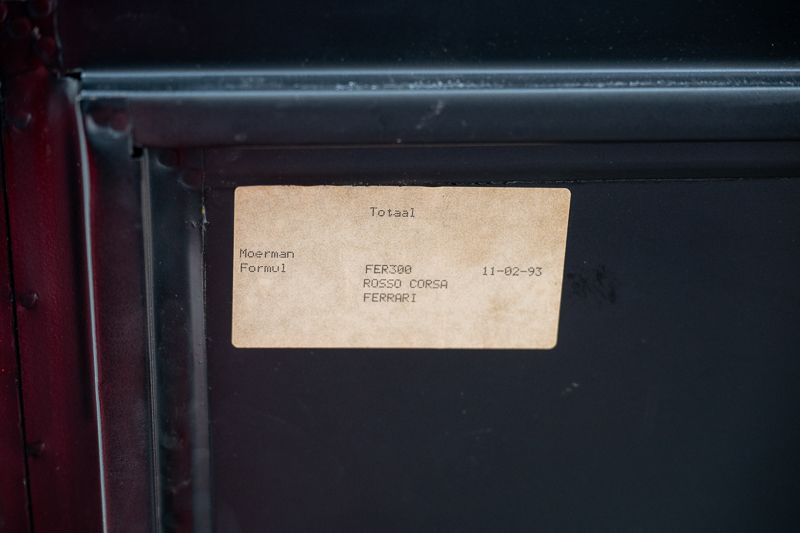 Totaal
Moerman
Formul FER300 11-02-93
ROSSO CORSA
FERRARI